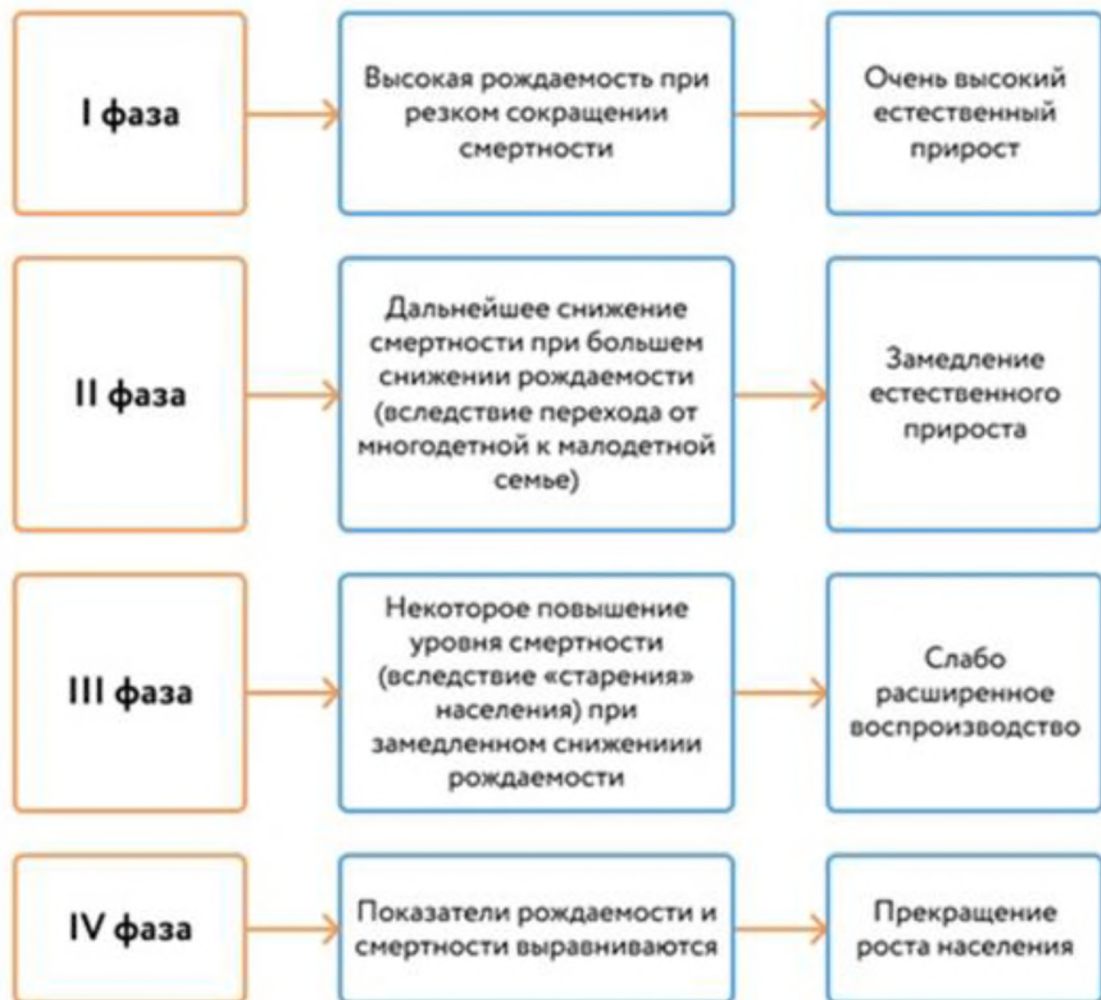 I фаза
Высокая рождаемость при
резком сокращении
смертности
Очень высокий
естественный
прирост
II фаза
Дальнейшее снижение
смертности при большем
снижении рождаемости
(вследствие перехода от
многодетной к малодетной
семье)
Замедление
естественного
прироста
III фаза
Некоторое повышение
уровня смертности
(вследствие «старения»
населения) при
замедленном снижениии
рождаемости
Слабо
расширенное
воспроизводство
IV фаза
Показатели рождаемости и
смертности выравниваются
Прекращение
роста населения